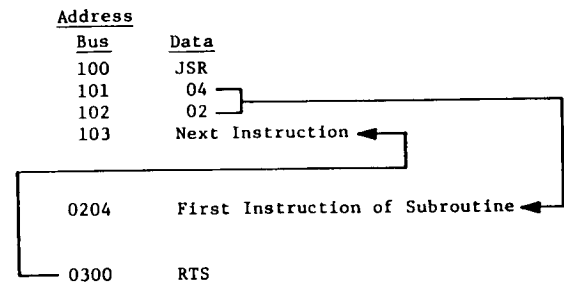 Address
Bus Data
100 JSR
101 04
102 02
103 Next Instruction
0204 First Instruction of Subroutine
0300 RTS